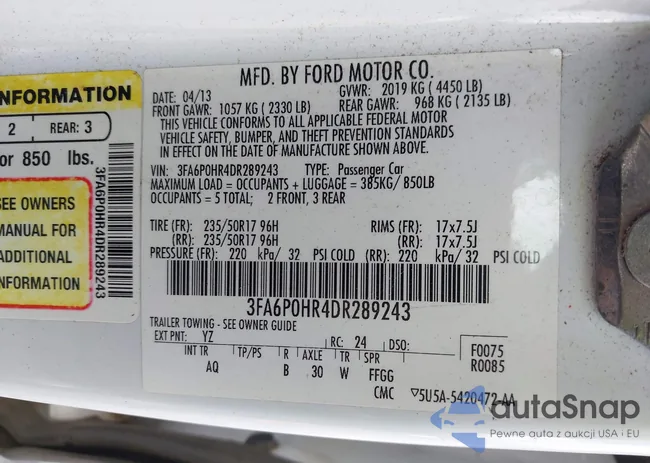 INFORMATION
2 REAR: 3
or 850 lbs.
SEE OWNERS
MANUAL FOR
ADDITIONAL
INFORMATION
3FA6P0HR4DR289243
MFD. BY FORD MOTOR CO.
DATE: 04/13 GVWR: 2019 KG ( 4450 LB)
FRONT GAWR: 1057 KG ( 2330 LB) REAR GAWR: 968 KG ( 2135 LB)
THIS VEHICLE CONFORMS TO ALL APPLICABLE FEDERAL MOTOR
VEHICLE SAFETY, BUMPER, AND THEFT PREVENTION STANDARDS
IN EFFECT ON THE DATE OF MANUFACTURE SHOWN ABOVE.
VIN: 3FA6P0HR4DR289243 TYPE: Passenger Car
MAXIMUM LOAD = OCCUPANTS + LUGGAGE = 385KG/ 850LB
OCCUPANTS = 5 TOTAL; 2 FRONT, 3 REAR
TIRE (FR): 235/50R17 96H RIMS (FR): 17x7.5J
(RR): 235/50R17 96H (RR): 17x7.5J
PRESSURE (FR): 220 kPa/ 32 PSI COLD (RR): 220 kPa/ 32 PSI COLD
3FA6P0HR4DR289243
TRAILER TOWING - SEE OWNER GUIDE
EXT PNT: YZ RC: 24 DSO: F0075
INT TR TP/PS R AXLE TR SPR R0085
AQ B 30 W FFGG
CMC ▽5U5A-5420472-AA
autaSnap
Pewne auta z aukcji USA i EU